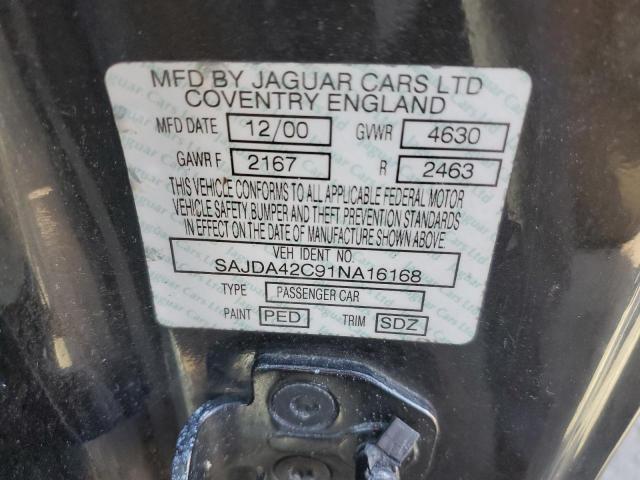 MFD BY JAGUAR CARS LTD
COVENTRY ENGLAND
MFD DATE 12/00 GVWR 4630
GAWR F 2167 R 2463
THIS VEHICLE CONFORMS TO ALL APPLICABLE FEDERAL MOTOR
VEHICLE SAFETY BUMPER AND THEFT PREVENTION STANDARDS
IN EFFECT ON THE DATE OF MANUFACTURE SHOWN ABOVE.
VEH IDENT NO.
SAJDA42C91NA16168
TYPE PASSENGER CAR
PAINT PED TRIM SDZ